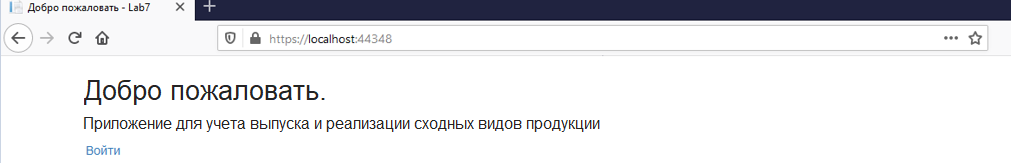 Добро пожаловать - Lab7
https://localhost:44348
Добро пожаловать.
Приложение для учета выпуска и реализации сходных видов продукции
Войти